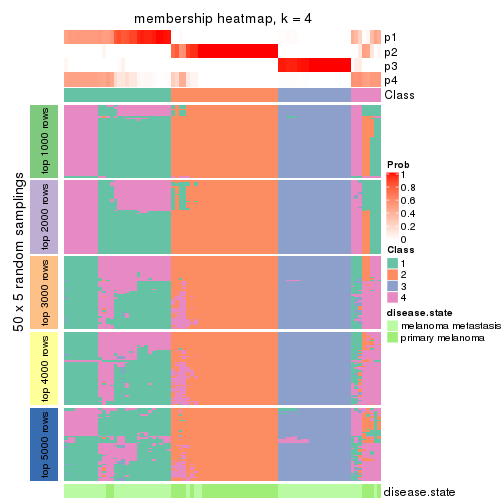 membership heatmap, k = 4
p1
p2
p3
p4
Class
50 x 5 random samplings
top 1000 rows
top 2000 rows
top 3000 rows
top 4000 rows
top 5000 rows
Prob
1
0.8
0.6
0.4
0.2
0
Class
1
2
3
4
disease.state
melanoma metastasis
primary melanoma
disease.state